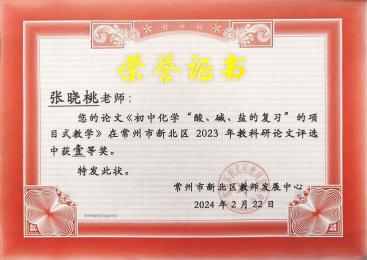 荣誉证书
张晓桃老师：
您的论文《初中化学“酸、碱、盐的复习”的项
目式教学》在常州市新北区 2023 年教科研论文评选
中获壹等奖。
特发此状。
常州市新北区教师发展中心
2024 年 2 月 22 日